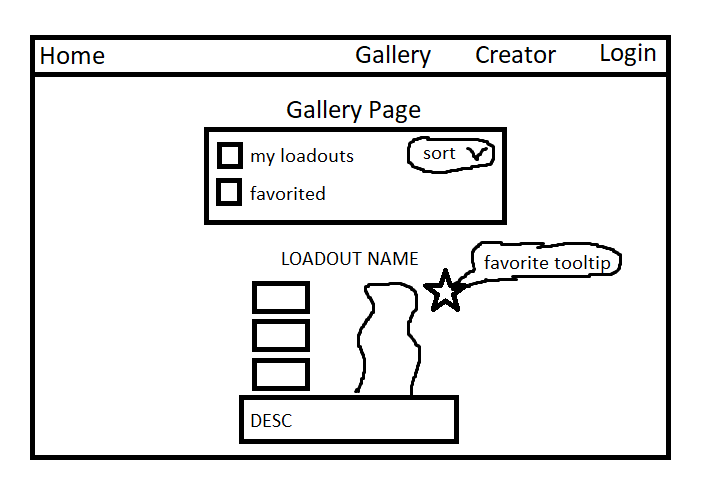 Home Gallery Creator Login
Gallery Page
my loadouts sort
favorited
LOADOUT NAME
favorite tooltip
DESC